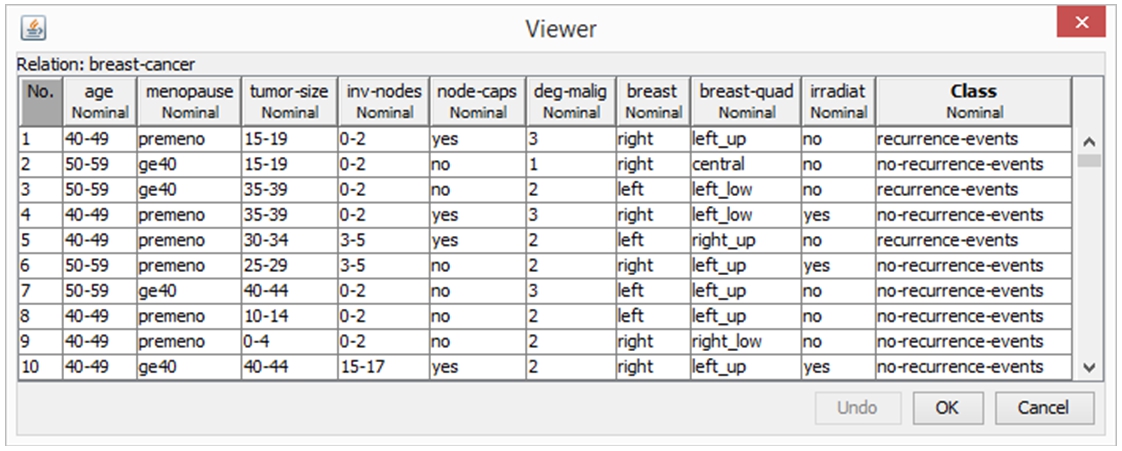 Viewer
Relation: breast-cancer
No. age menopause tumor-size inv-nodes node-caps deg-malig breast breast-quad irradiat Class
Nominal Nominal Nominal Nominal Nominal Nominal Nominal Nominal Nominal Nominal
1 40-49 premeno 15-19 0-2 yes 3 right left_up no recurrence-events
2 50-59 ge40 15-19 0-2 no 1 right central no no-recurrence-events
3 50-59 ge40 35-39 0-2 no 2 left left_low no recurrence-events
4 40-49 premeno 35-39 0-2 yes 3 right left_low yes no-recurrence-events
5 40-49 premeno 30-34 3-5 yes 2 left right_up no recurrence-events
6 50-59 premeno 25-29 3-5 no 2 right left_up yes no-recurrence-events
7 50-59 ge40 40-44 0-2 no 3 left left_up no no-recurrence-events
8 40-49 premeno 10-14 0-2 no 2 left left_up no no-recurrence-events
9 40-49 premeno 0-4 0-2 no 2 right right_low no no-recurrence-events
10 40-49 ge40 40-44 15-17 yes 2 right left_up yes no-recurrence-events
Undo OK Cancel